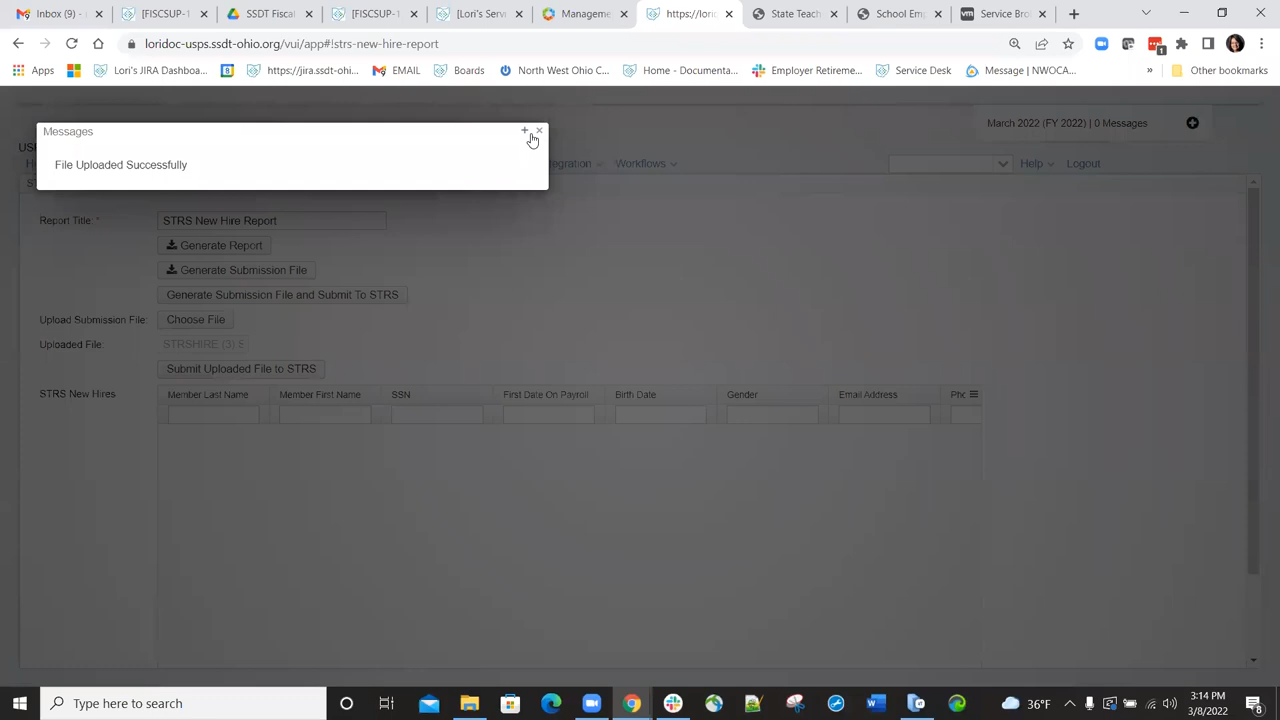 Inbox (9) -
[FISCSUP-1
SSDT Fiscal
[FISCSUP-1
[Lori's Serv
Manageme
https://lorid
State Teach
School Emp
Service Bro
loridoc-usps.ssdt-ohio.org/vui/app#!strs-new-hire-report
Apps
Lori's JIRA Dashboa...
https://jira.ssdt-ohi...
EMAIL
Boards
North West Ohio C...
Home - Documenta...
Employer Retireme...
Service Desk
Message | NWOCA...
»
Other bookmarks
March 2022 (FY 2022) | 0 Messages
Messages
File Uploaded Successfully
Workflows
Help
Logout
Report Title: *
STRS New Hire Report
Generate Report
Generate Submission File
Generate Submission File and Submit To STRS
Upload Submission File:
Choose File
Uploaded File:
STRSHIRE (3) S
Submit Uploaded File to STRS
STRS New Hires
Member Last Name
Member First Name
SSN
First Date On Payroll
Birth Date
Gender
Email Address
Pho
Type here to search
36°F
3:14 PM
3/8/2022
8